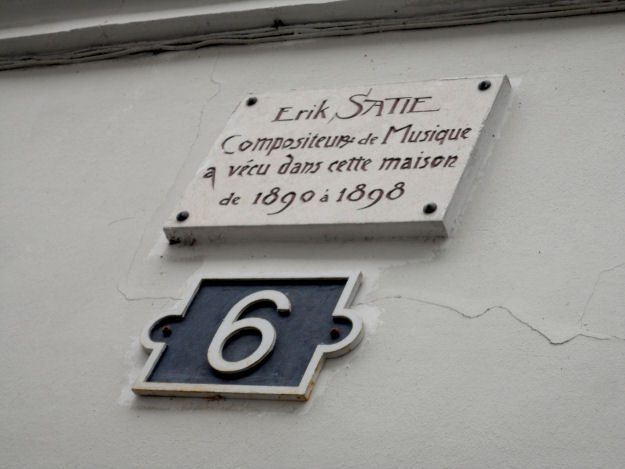 Erik SATIE
Compositeur de Musique
a vécu dans cette maison
de 1890 à 1898
6